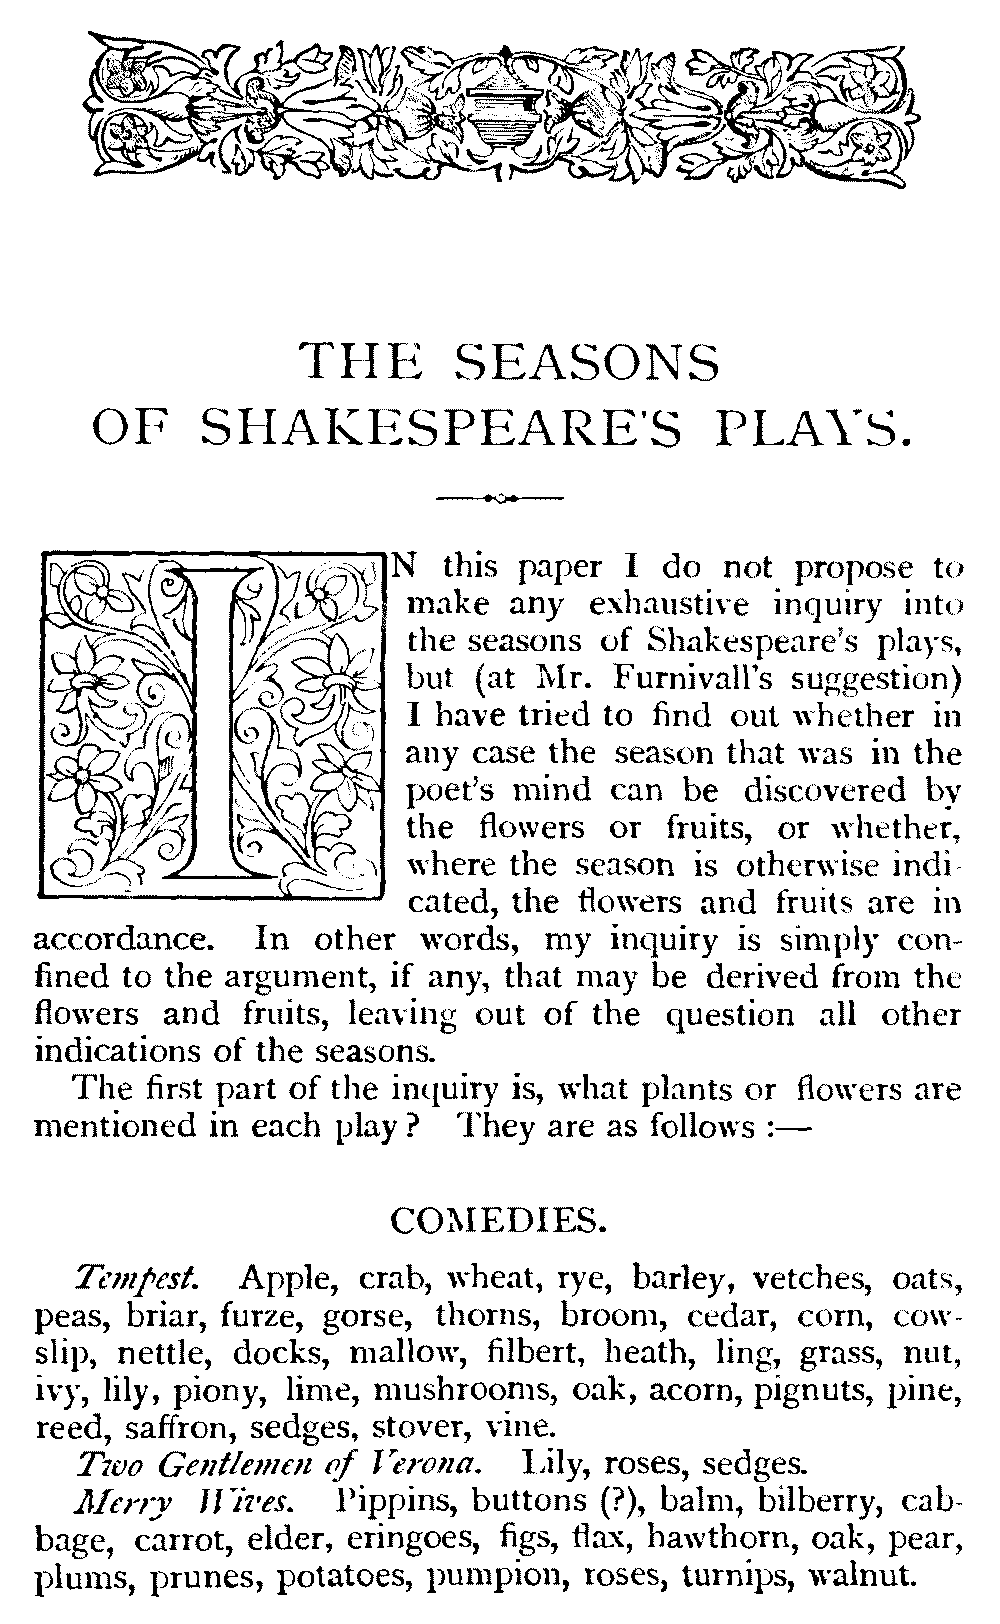 THE SEASONS
OF SHAKESPEARE'S PLAYS.
IN this paper I do not propose to
make any exhaustive inquiry into
the seasons of Shakespeare's plays,
but (at Mr. Furnivall's suggestion)
I have tried to find out whether in
any case the season that was in the
poet's mind can be discovered by
the flowers or fruits, or whether,
where the season is otherwise indi-
cated, the flowers and fruits are in
accordance. In other words, my inquiry is simply con-
fined to the argument, if any, that may be derived from the
flowers and fruits, leaving out of the question all other
indications of the seasons.
The first part of the inquiry is, what plants or flowers are
mentioned in each play? They are as follows:—
COMEDIES.
Tempest. Apple, crab, wheat, rye, barley, vetches, oats,
peas, briar, furze, gorse, thorns, broom, cedar, corn, cow-
slip, nettle, docks, mallow, filbert, heath, ling, grass, nut,
ivy, lily, piony, lime, mushrooms, oak, acorn, pignuts, pine,
reed, saffron, sedges, stover, vine.
Two Gentlemen of Verona. Lily, roses, sedges.
Merry Wives. Pippins, buttons (?), balm, bilberry, cab-
bage, carrot, elder, eringoes, figs, flax, hawthorn, oak, pear,
plums, prunes, potatoes, pumpion, roses, turnips, walnut.